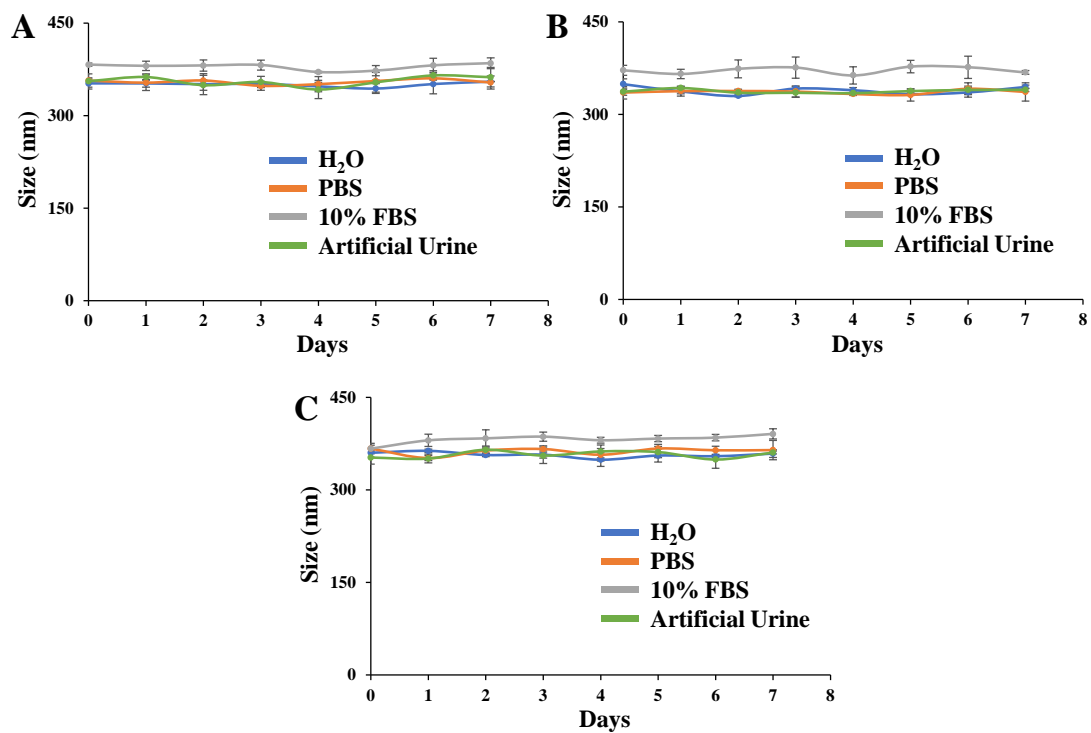 A
450
300
150
0
Size (nm)
H₂O
PBS
10% FBS
Artificial Urine
0 1 2 3 4 5 6 7 8
Days
B
450
300
150
0
Size (nm)
H₂O
PBS
10% FBS
Artificial Urine
0 1 2 3 4 5 6 7 8
Days
C
450
300
150
0
Size (nm)
H₂O
PBS
10% FBS
Artificial Urine
0 1 2 3 4 5 6 7 8
Days